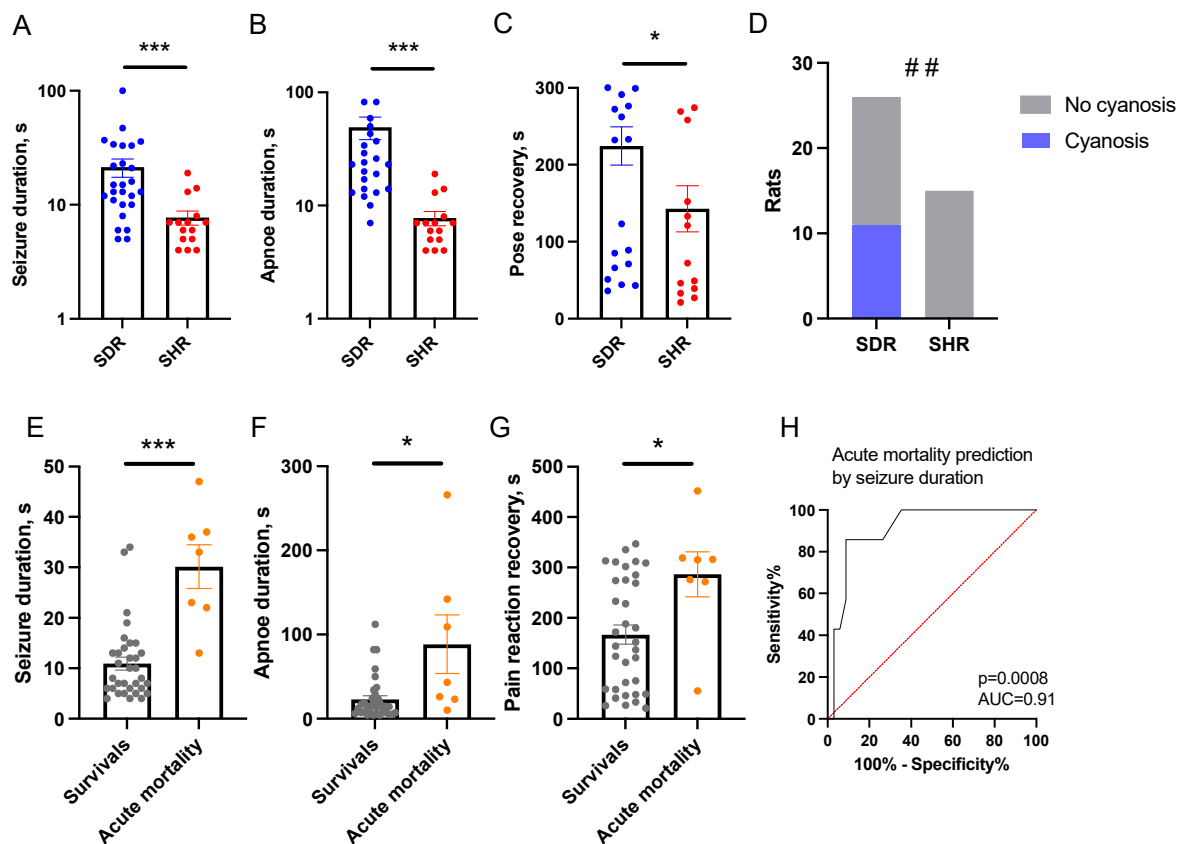 A
***
Seizure duration, s
100
10
1
SDR
SHR
B
***
Apnoe duration, s
100
10
1
SDR
SHR
C
*
Pose recovery, s
300
200
100
0
SDR
SHR
D
# #
Rats
30
20
10
0
SDR
SHR
No cyanosis
Cyanosis
E
***
Seizure duration, s
50
40
30
20
10
0
Survivals
Acute mortality
F
*
Apnoe duration, s
300
200
100
0
Survivals
Acute mortality
G
*
Pain reaction recovery, s
500
400
300
200
100
0
Survivals
Acute mortality
H
Acute mortality prediction
by seizure duration
Sensitivity%
100
80
60
40
20
0
p=0.0008
AUC=0.91
0 20 40 60 80 100
100% - Specificity%